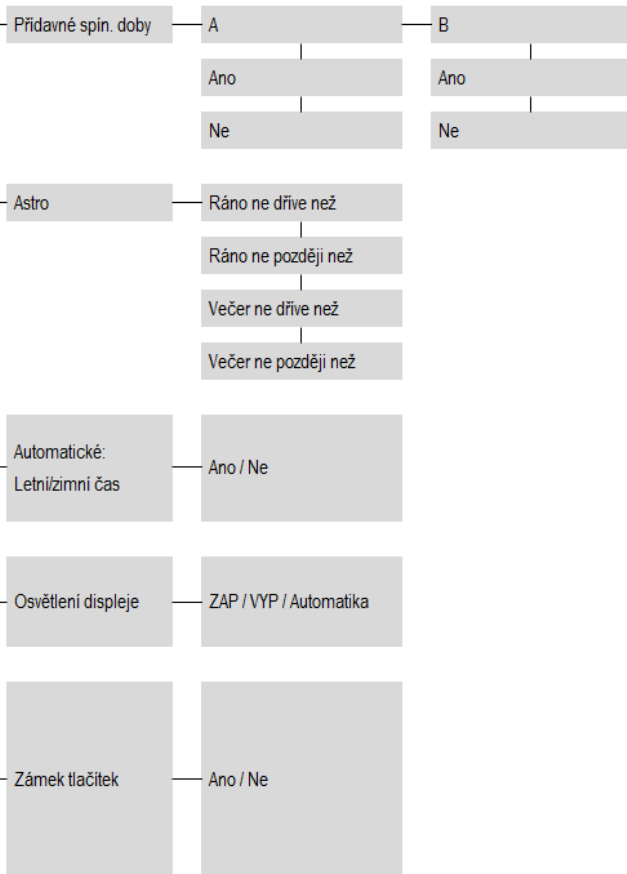 Přídavné spín. doby
A
B
Ano
Ano
Ne
Ne
Astro
Ráno ne dříve než
Ráno ne později než
Večer ne dříve než
Večer ne později než
Automatické:
Letní/zimní čas
Ano / Ne
Osvětlení displeje
ZAP / VYP / Automatika
Zámek tlačítek
Ano / Ne